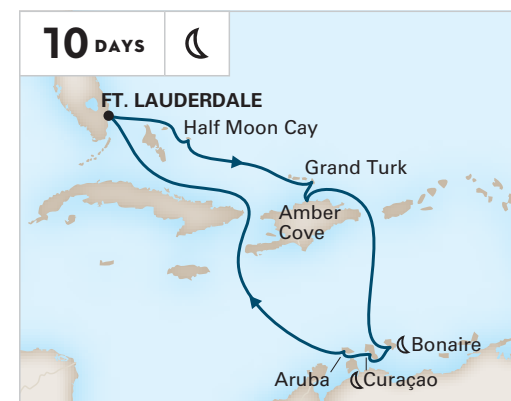 10 DAYS
FT. LAUDERDALE
Half Moon Cay
Grand Turk
Amber
Cove
Bonaire
Aruba
Curaçao